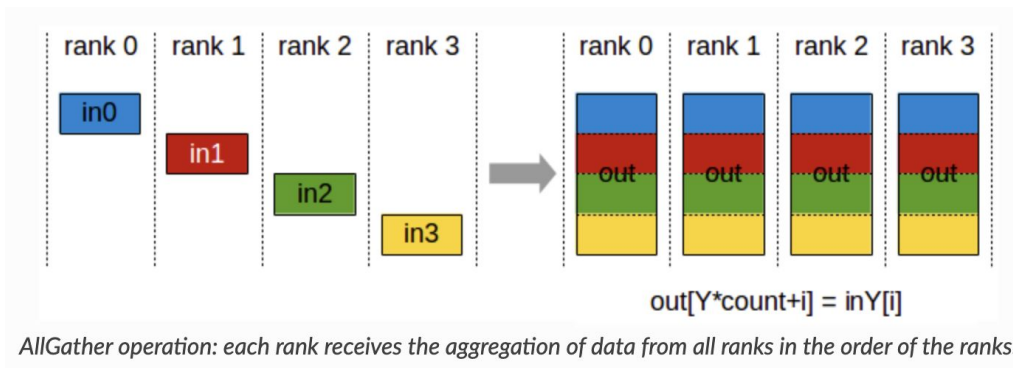 rank 0 rank 1 rank 2 rank 3 rank 0 rank 1 rank 2 rank 3
in0
in1
out out out out
in2
in3
out[Y*count+i] = inY[i]
AllGather operation: each rank receives the aggregation of data from all ranks in the order of the ranks